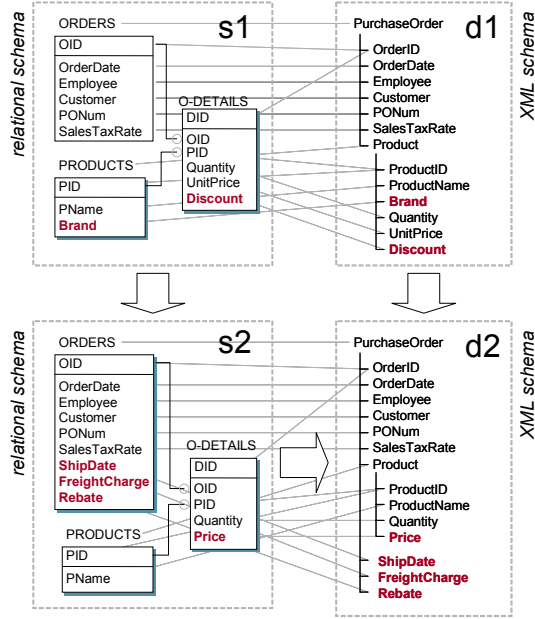 relational schema
s1
ORDERS
OID
OrderDate
Employee
Customer
PONum
SalesTaxRate
O-DETAILS
DID
OID
PID
Quantity
UnitPrice
Discount
PRODUCTS
PID
PName
Brand
d1
XML schema
PurchaseOrder
OrderID
OrderDate
Employee
Customer
PONum
SalesTaxRate
Product
ProductID
ProductName
Brand
Quantity
UnitPrice
Discount
relational schema
s2
ORDERS
OID
OrderDate
Employee
Customer
PONum
SalesTaxRate
ShipDate
FreightCharge
Rebate
O-DETAILS
DID
OID
PID
Quantity
Price
PRODUCTS
PID
PName
d2
XML schema
PurchaseOrder
OrderID
OrderDate
Employee
Customer
PONum
SalesTaxRate
Product
ProductID
ProductName
Quantity
Price
ShipDate
FreightCharge
Rebate